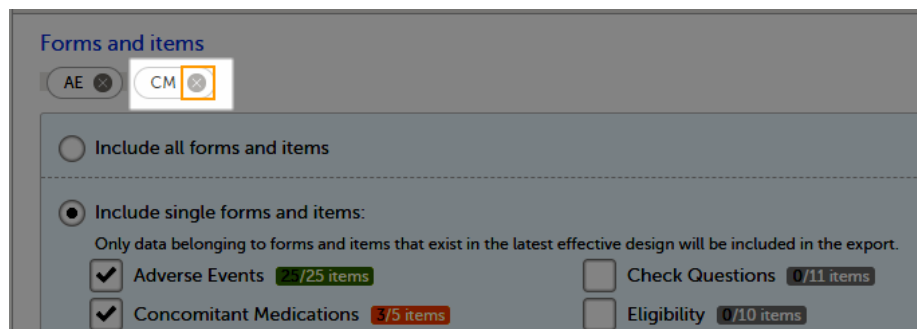 Forms and items
AE CM
Include all forms and items
Include single forms and items:
Only data belonging to forms and items that exist in the latest effective design will be included in the export.
Adverse Events 25/25 items Check Questions 0/11 items
Concomitant Medications 3/5 items Eligibility 0/10 items